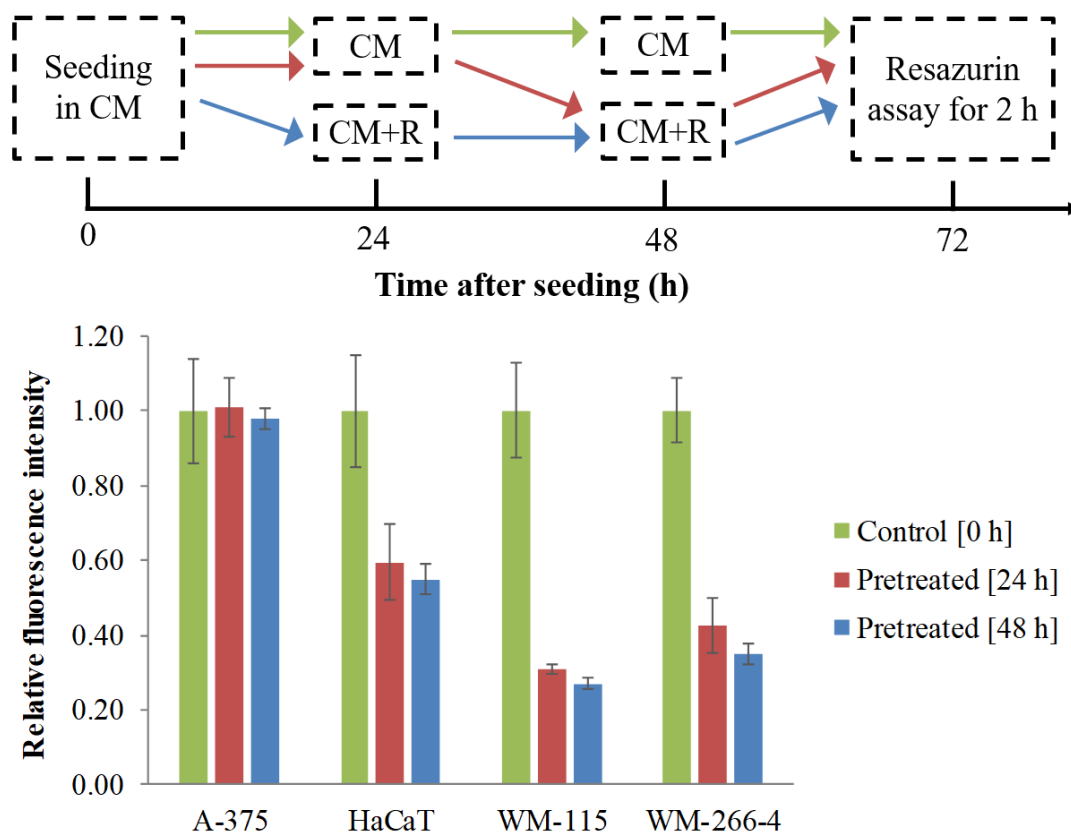 Seeding
in CM
CM
CM
CM+R
CM+R
Resazurin
assay for 2 h
0
24
48
72
Time after seeding (h)
Relative fluorescence intensity
1.20
1.00
0.80
0.60
0.40
0.20
0.00
A-375
HaCaT
WM-115
WM-266-4
Control [0 h]
Pretreated [24 h]
Pretreated [48 h]